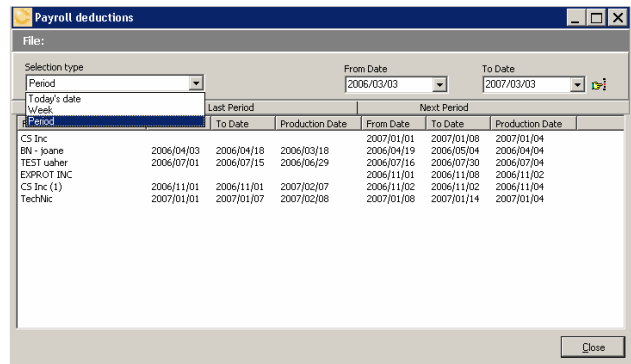 Payroll deductions
File:
Selection type
From Date
To Date
Period
2006/03/03
2007/03/03
Today's date
Week
Period
Last Period
Next Period
To Date Production Date From Date To Date Production Date
CS Inc 2007/01/01 2007/01/08 2007/01/04
BN - joane 2006/04/03 2006/04/18 2006/03/18 2006/04/19 2006/05/04 2006/04/04
TEST uaher 2006/07/01 2006/07/15 2006/06/29 2006/07/16 2006/07/30 2006/07/04
EXPROT INC 2006/11/01 2006/11/08 2006/11/02
CS Inc (1) 2006/11/01 2006/11/01 2007/02/07 2006/11/02 2006/11/02 2006/11/04
TechNic 2007/01/01 2007/01/07 2007/02/08 2007/01/08 2007/01/14 2007/01/04
Close